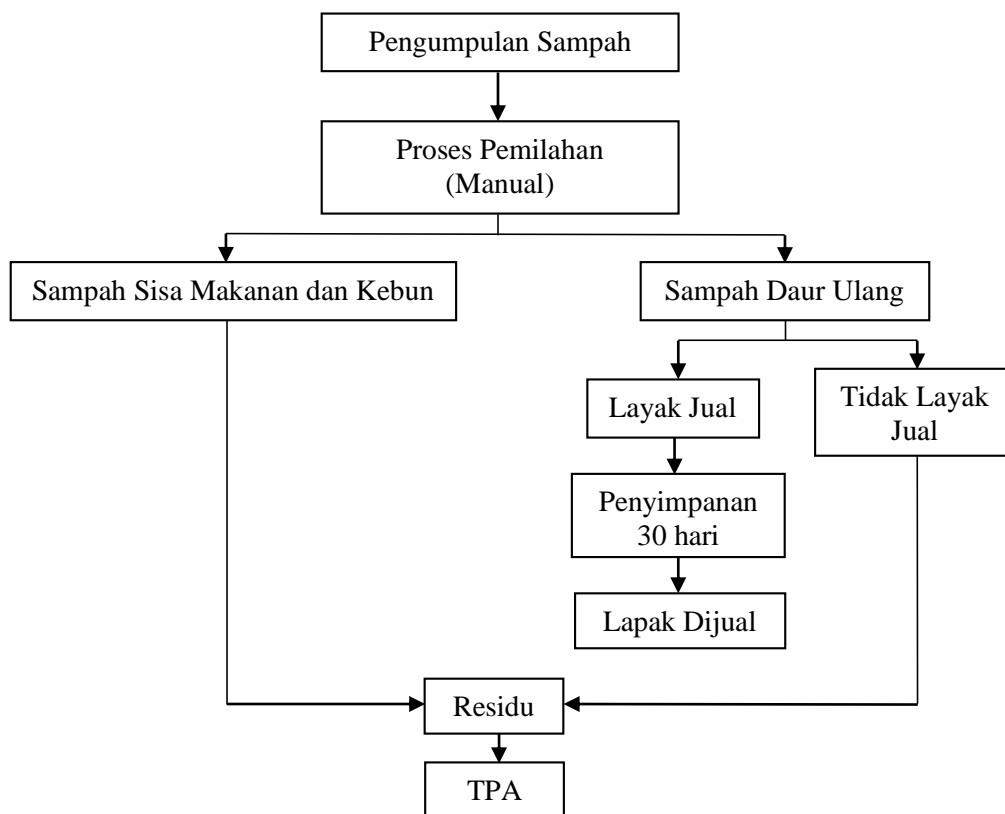 Pengumpulan Sampah
Proses Pemilahan
(Manual)
Sampah Sisa Makanan dan Kebun
Sampah Daur Ulang
Layak Jual
Tidak Layak
Jual
Penyimpanan
30 hari
Lapak Dijual
Residu
TPA